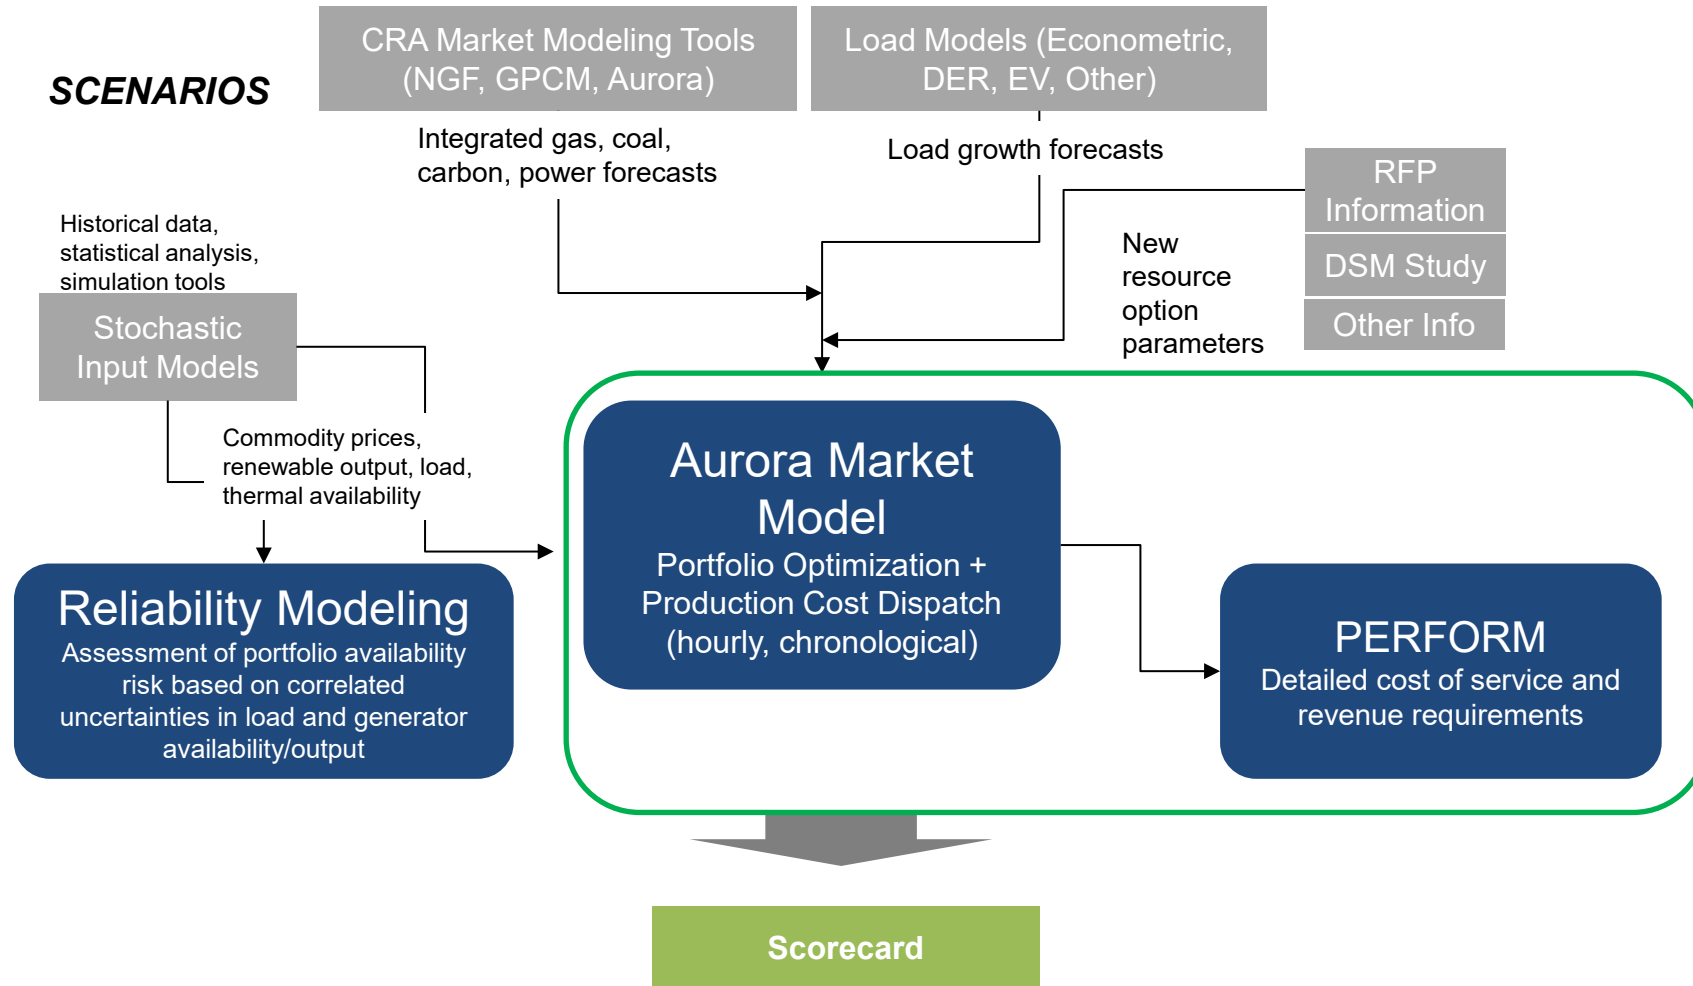 SCENARIOS
CRA Market Modeling Tools
(NGF, GPCM, Aurora)
Load Models (Econometric,
DER, EV, Other)
Integrated gas, coal,
carbon, power forecasts
Load growth forecasts
RFP
Information
DSM Study
Other Info
New
resource
option
parameters
Historical data,
statistical analysis,
simulation tools
Stochastic
Input Models
Commodity prices,
renewable output, load,
thermal availability
Aurora Market
Model
Portfolio Optimization +
Production Cost Dispatch
(hourly, chronological)
Reliability Modeling
Assessment of portfolio availability
risk based on correlated
uncertainties in load and generator
availability/output
PERFORM
Detailed cost of service and
revenue requirements
Scorecard